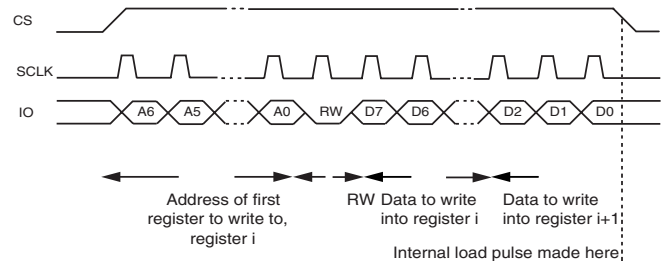 CS
SCLK
IO A6 A5 A0 RW D7 D6 D2 D1 D0
Address of first
register to write to,
register i
RW Data to write
into register i
Data to write
into register i+1
Internal load pulse made here